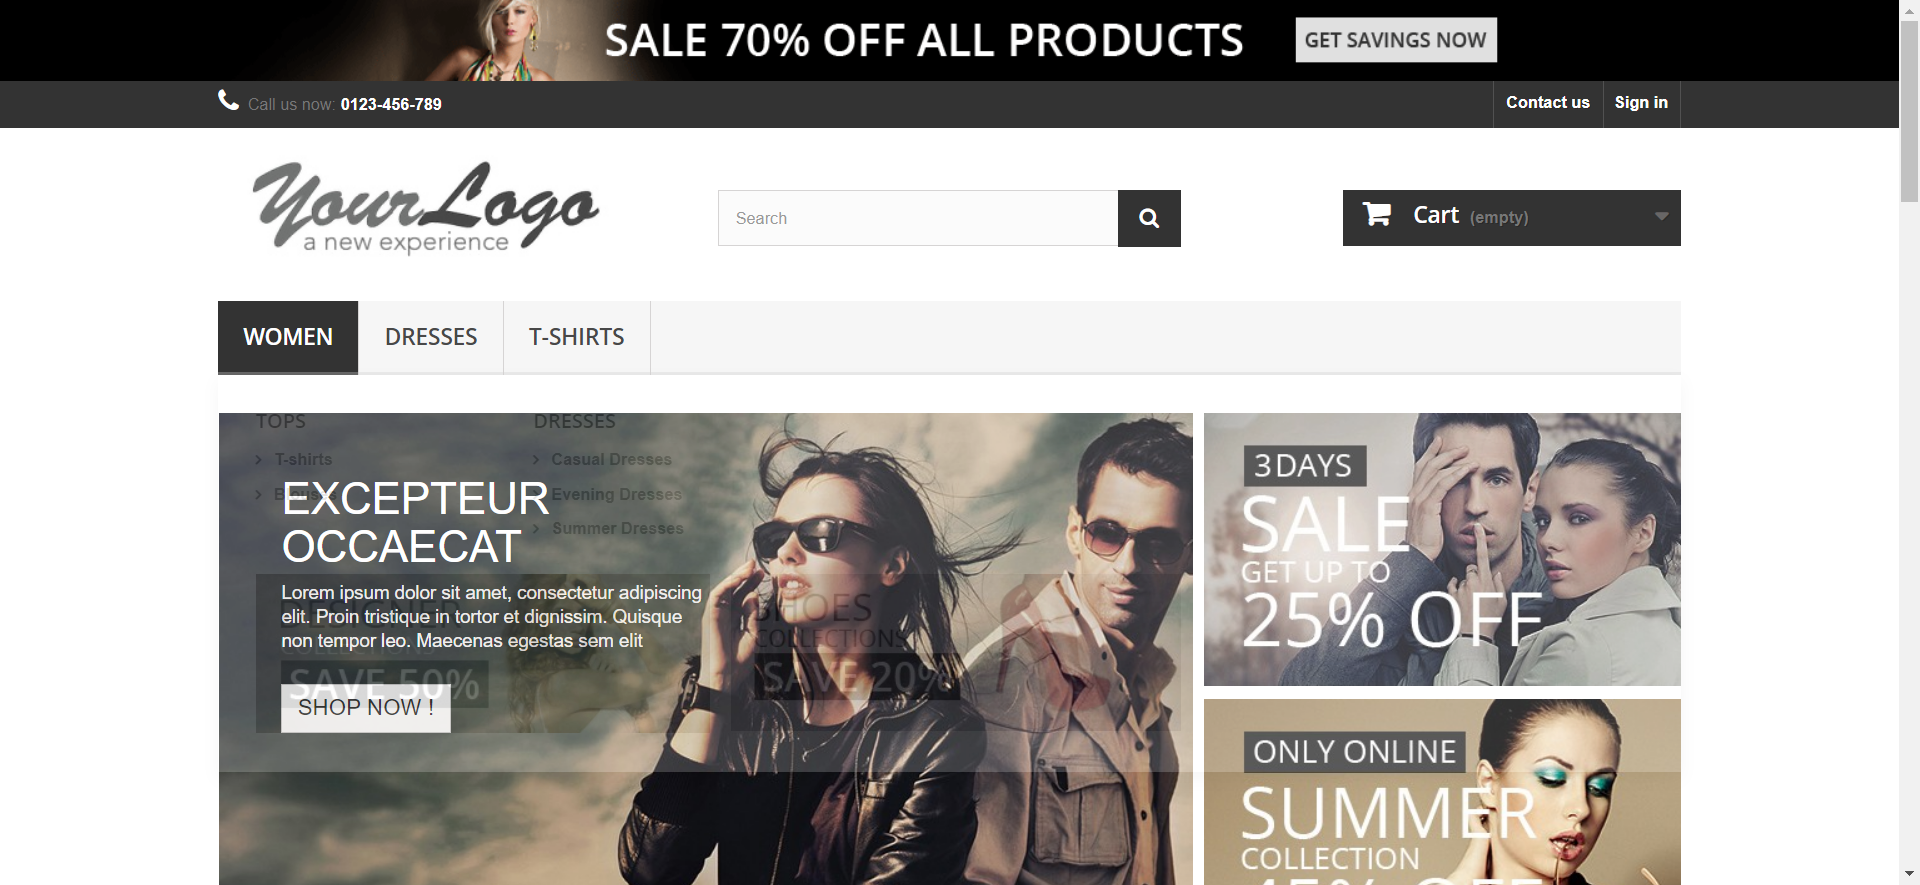 SALE 70% OFF ALL PRODUCTS GET SAVINGS NOW
Call us now: 0123-456-789 Contact us Sign in
YourLogo
a new experience
Search
Cart (empty)
WOMEN DRESSES T-SHIRTS
TOPS DRESSES
T-shirts Casual Dresses
Evening Dresses
Summer Dresses
EXCEPTEUR
OCCAECAT
Lorem ipsum dolor sit amet, consectetur adipiscing
elit. Proin tristique in tortor et dignissim. Quisque
non tempor leo. Maecenas egestas sem elit
SHOES
COLLECTIONS
SAVE 50% SAVE 20%
SHOP NOW !
3 DAYS
SALE
GET UP TO
25% OFF
ONLY ONLINE
SUMMER
COLLECTION
45% OFF